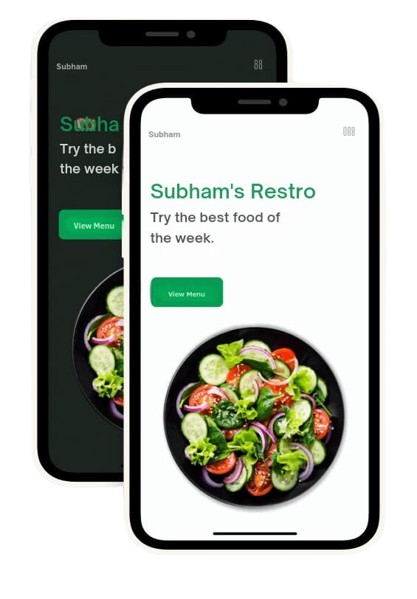 Subham
Subha
Try the b
the week
View Menu
Subham
Subham's Restro
Try the best food of
the week.
View Menu